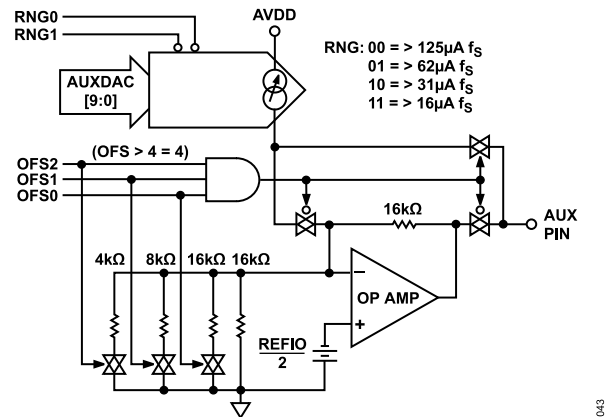 RNG0
RNG1
AVDD
RNG: 00 = > 125µA fS
01 = > 62µA fS
10 = > 31µA fS
11 = > 16µA fS
AUXDAC
[9:0]
(OFS > 4 = 4)
OFS2
OFS1
OFS0
16kΩ
AUX
PIN
4kΩ 8kΩ 16kΩ 16kΩ
−
OP AMP
+
REFIO
2
043